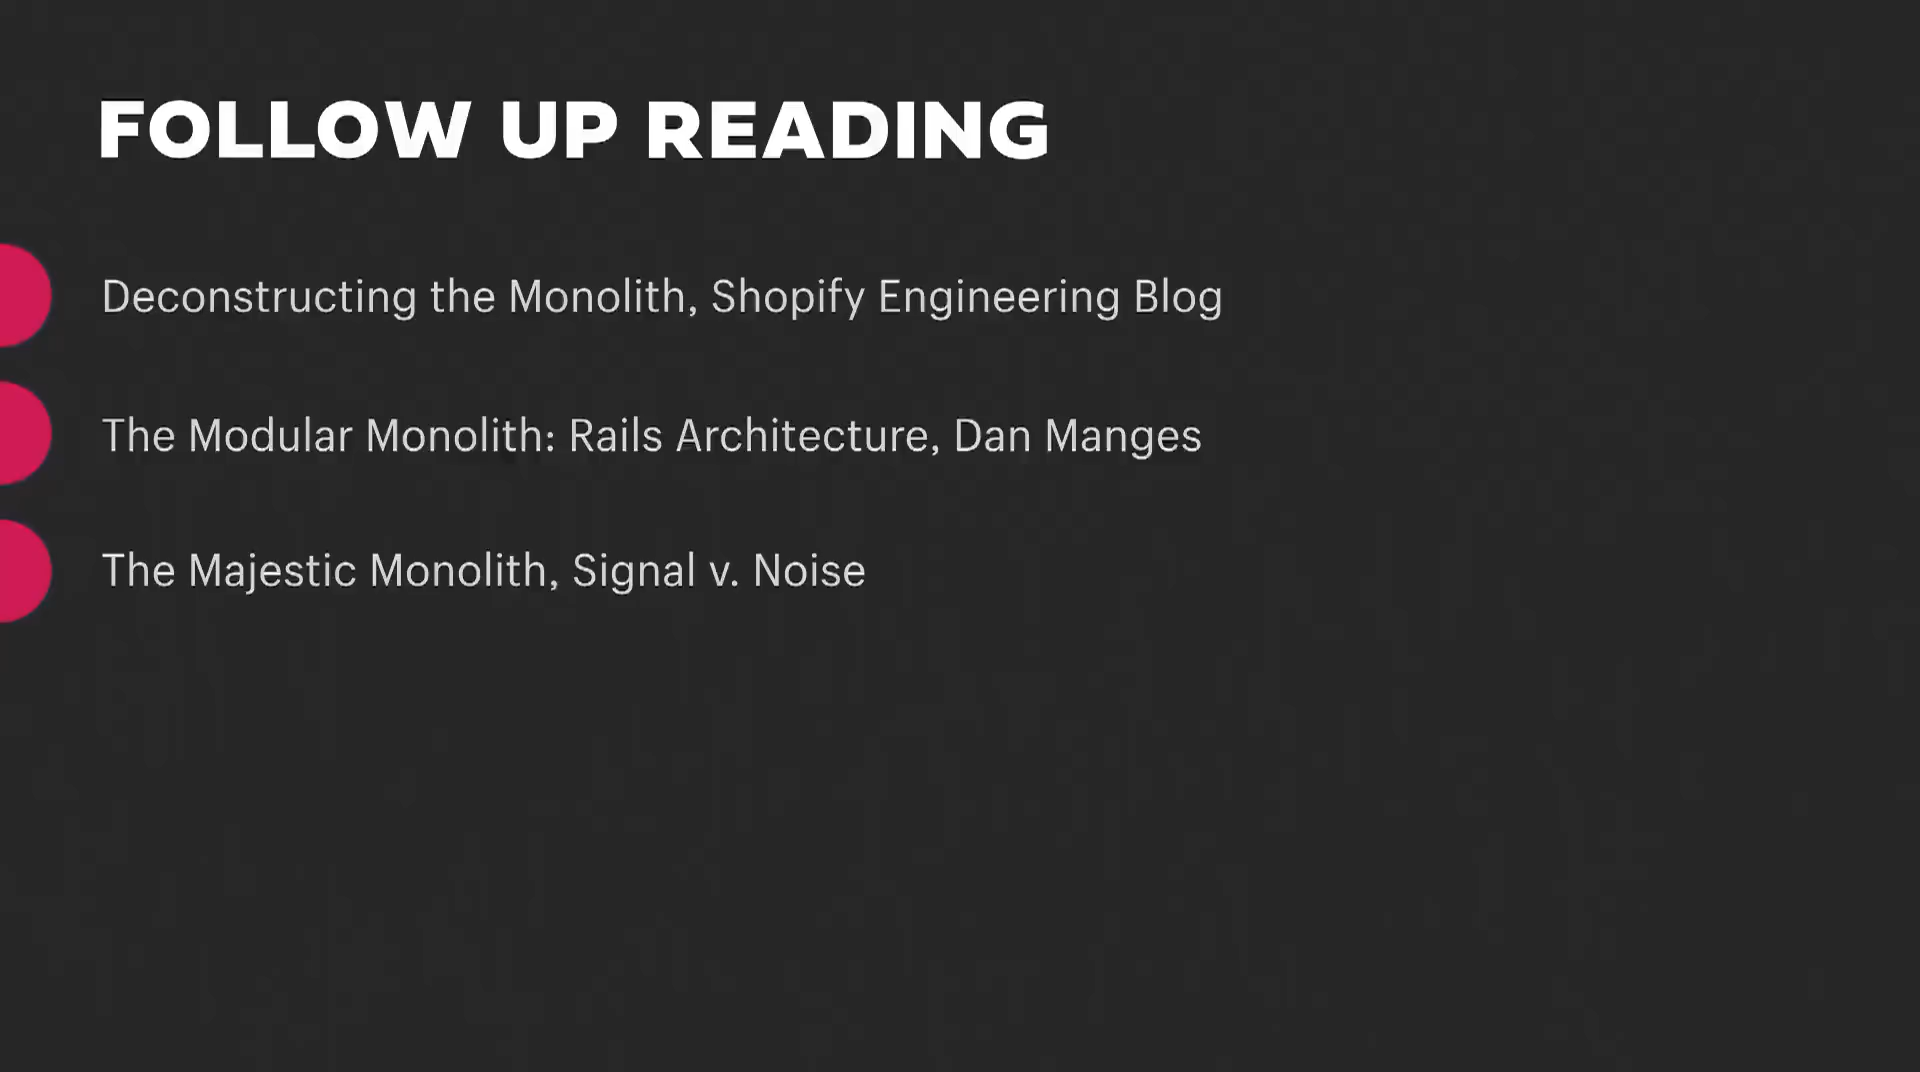 FOLLOW UP READING
Deconstructing the Monolith, Shopify Engineering Blog
The Modular Monolith: Rails Architecture, Dan Manges
The Majestic Monolith, Signal v. Noise